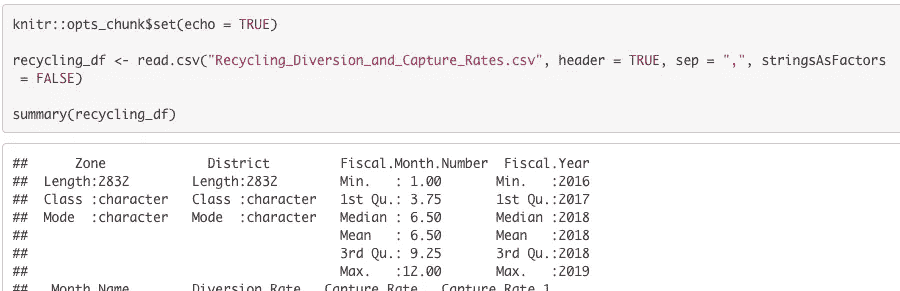 knitr::opts_chunk$set(echo = TRUE)
recycling_df <- read.csv("Recycling_Diversion_and_Capture_Rates.csv", header = TRUE, sep = ",", stringsAsFactors
= FALSE)
summary(recycling_df)
## Zone District Fiscal.Month.Number Fiscal.Year
## Length:2832 Length:2832 Min. : 1.00 Min. :2016
## Class :character Class :character 1st Qu.: 3.75 1st Qu.:2017
## Mode :character Mode :character Median : 6.50 Median :2018
## Mean : 6.50 Mean :2018
## 3rd Qu.: 9.25 3rd Qu.:2018
## Max. :12.00 Max. :2019
## Month.Name Diversion.Rate Capture.Rate Capture.Rate.1